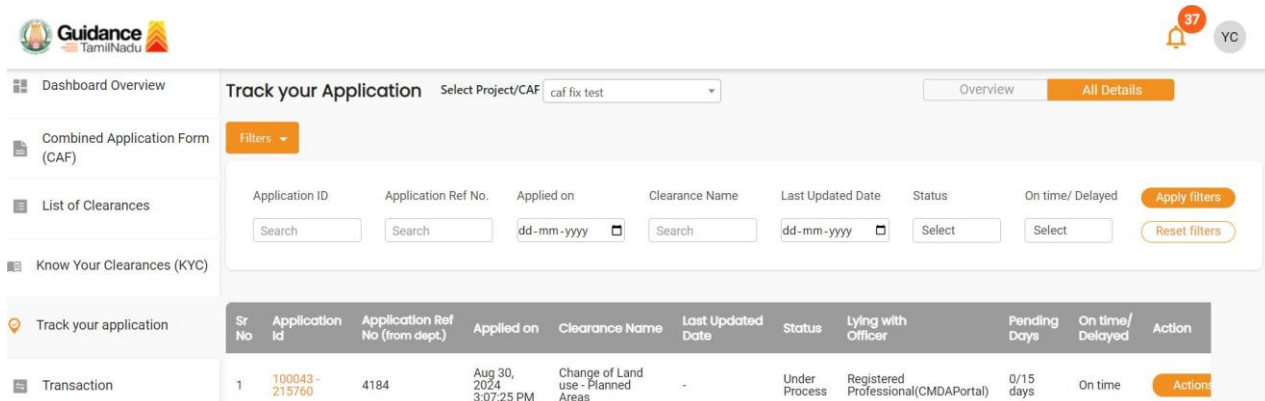 Guidance
TamilNadu
37
YC
Dashboard Overview
Combined Application Form
(CAF)
List of Clearances
Know Your Clearances (KYC)
Track your application
Transaction
Track your Application Select Project/CAF caf fix test
Overview All Details
Filters
Application ID Application Ref No. Applied on Clearance Name Last Updated Date Status On time/ Delayed Apply filters
Search Search dd-mm-yyyy Search dd-mm-yyyy Select Select Reset filters
Sr No Application Id Application Ref No (from dept.) Applied on Clearance Name Last Updated Date Status Lying with Officer Pending Days On time/ Delayed Action
1 100043 - 215760 4184 Aug 30, 2024 3:07:25 PM Change of Land use - Planned Areas - Under Process Registered Professional(CMDAPortal) 0/15 days On time Actions